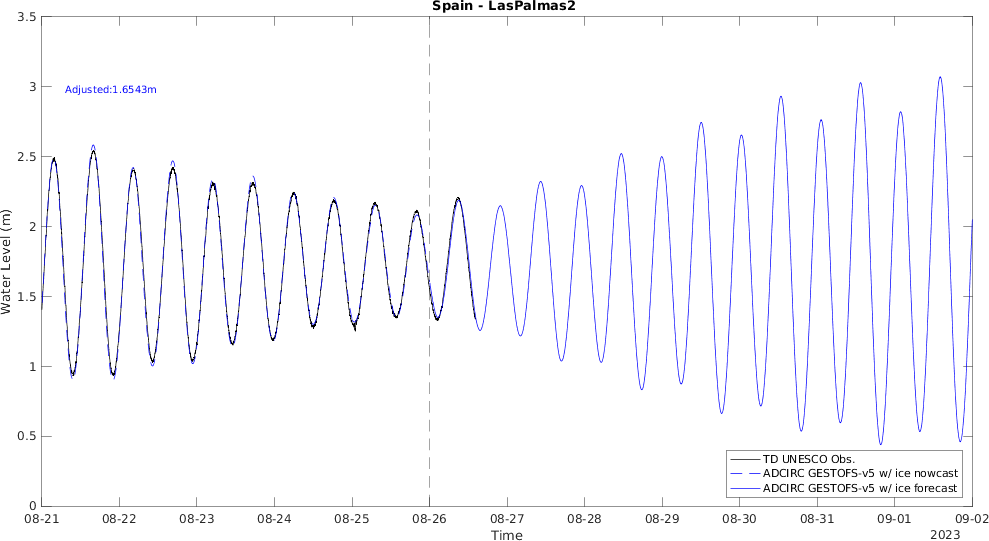 Spain - LasPalmas2
3.5
3
2.5
2
1.5
1
0.5
0
Water Level (m)
Adjusted:1.6543m
TD UNESCO Obs.
ADCIRC GESTOFS-v5 w/ ice nowcast
ADCIRC GESTOFS-v5 w/ ice forecast
08-21 08-22 08-23 08-24 08-25 08-26 08-27 08-28 08-29 08-30 08-31 09-01 09-02
Time
2023